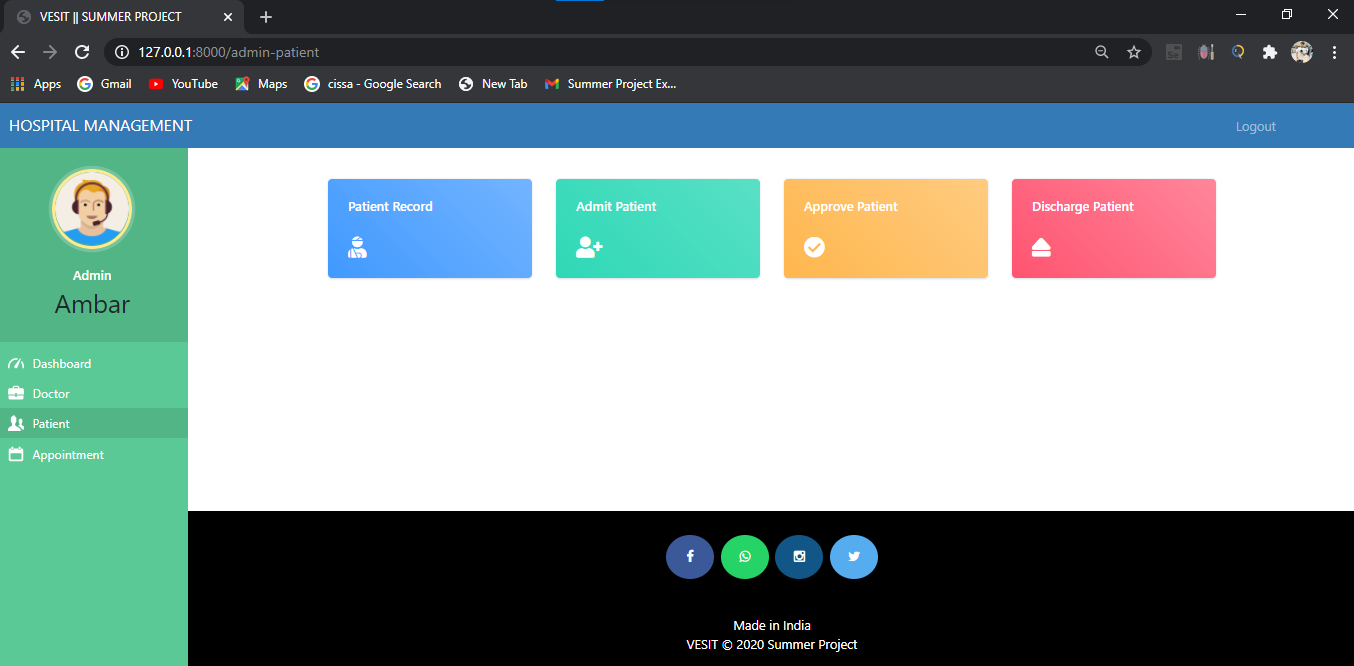 VESIT || SUMMER PROJECT
127.0.0.1:8000/admin-patient
Apps Gmail YouTube Maps cissa - Google Search New Tab Summer Project Ex...
HOSPITAL MANAGEMENT Logout
Admin
Ambar
Dashboard
Doctor
Patient
Appointment
Patient Record Admit Patient Approve Patient Discharge Patient
Made in India
VESIT © 2020 Summer Project